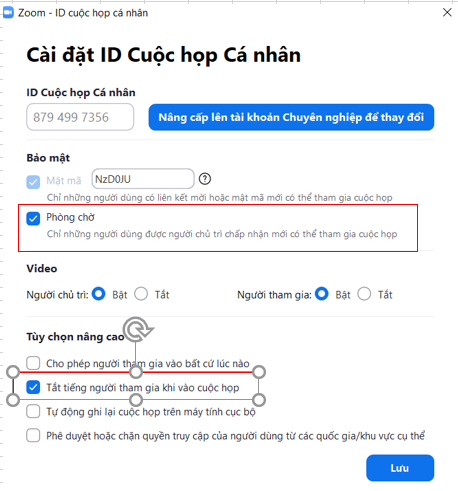 Zoom - ID cuộc họp cá nhân
Cài đặt ID Cuộc họp Cá nhân
ID Cuộc họp Cá nhân
879 499 7356
Nâng cấp lên tài khoản Chuyên nghiệp để thay đổi
Bảo mật
Mật mã NzD0JU ?
Chỉ những người dùng có liên kết mời hoặc mật mã mới có thể tham gia cuộc họp
Phòng chờ
Chỉ những người dùng được người chủ trì chấp nhận mới có thể tham gia cuộc họp
Video
Người chủ trì: Bật Tắt Người tham gia: Bật Tắt
Tùy chọn nâng cao
Cho phép người tham gia vào bất cứ lúc nào
Tắt tiếng người tham gia khi vào cuộc họp
Tự động ghi lại cuộc họp trên máy tính cục bộ
Phê duyệt hoặc chặn quyền truy cập của người dùng từ các quốc gia/khu vực cụ thể
Lưu